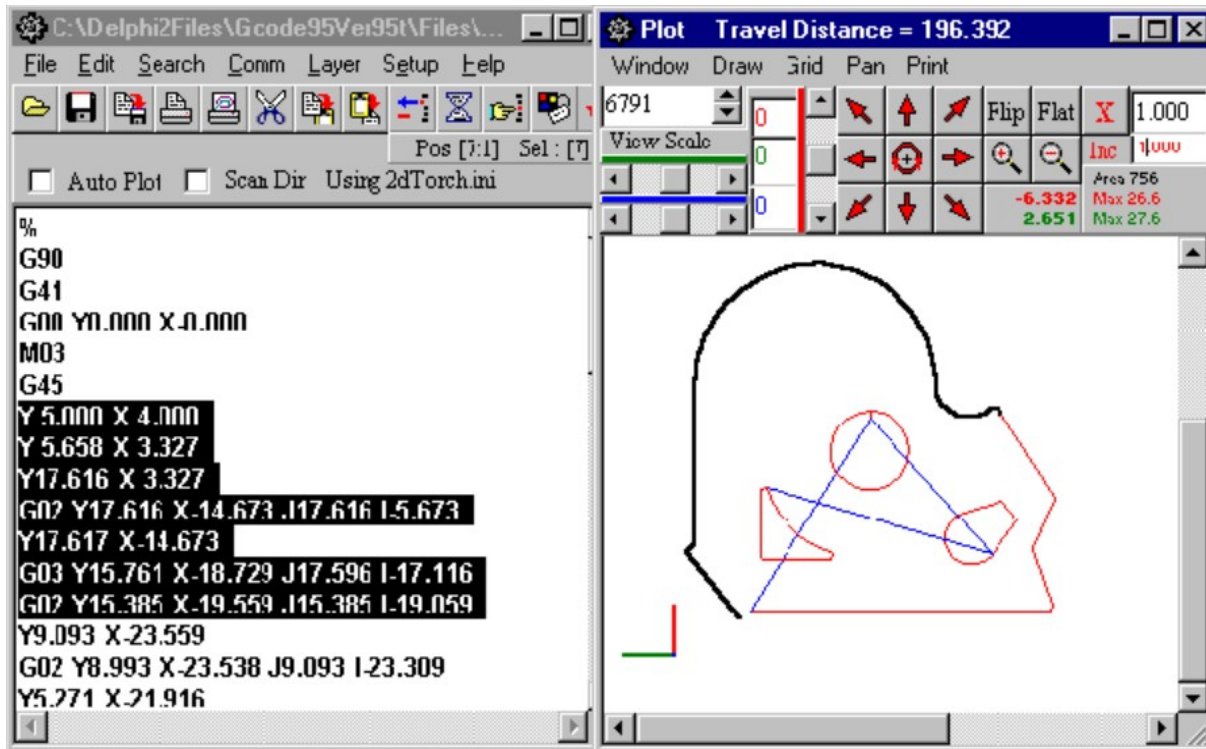 C:\Delphi2Files\Gcode95Ver95t\Files\...
File Edit Search Comm Layer Setup Help
Pos [7:1] Sel : [7]
Auto Plot Scan Dir Using 2dTorch.ini
%
G90
G41
G00 Y0.000 X-0.000
M03
G45
Y 5.000 X 4.000
Y 5.658 X 3.327
Y17.616 X 3.327
G02 Y17.616 X-14.673 J17.616 I-5.673
Y17.617 X-14.673
G03 Y15.761 X-18.729 J17.596 I-17.116
G02 Y15.385 X-19.559 J15.385 I-19.059
Y9.093 X-23.559
G02 Y8.993 X-23.538 J9.093 I-23.309
Y5.271 X-21.916
Plot Travel Distance = 196.392
Window Draw Grid Pan Print
6791
View Scale
0
0
0
Flip Flat X 1.000
Inc 1.000
Area 756
-6.332 Max 26.6
2.651 Max 27.6